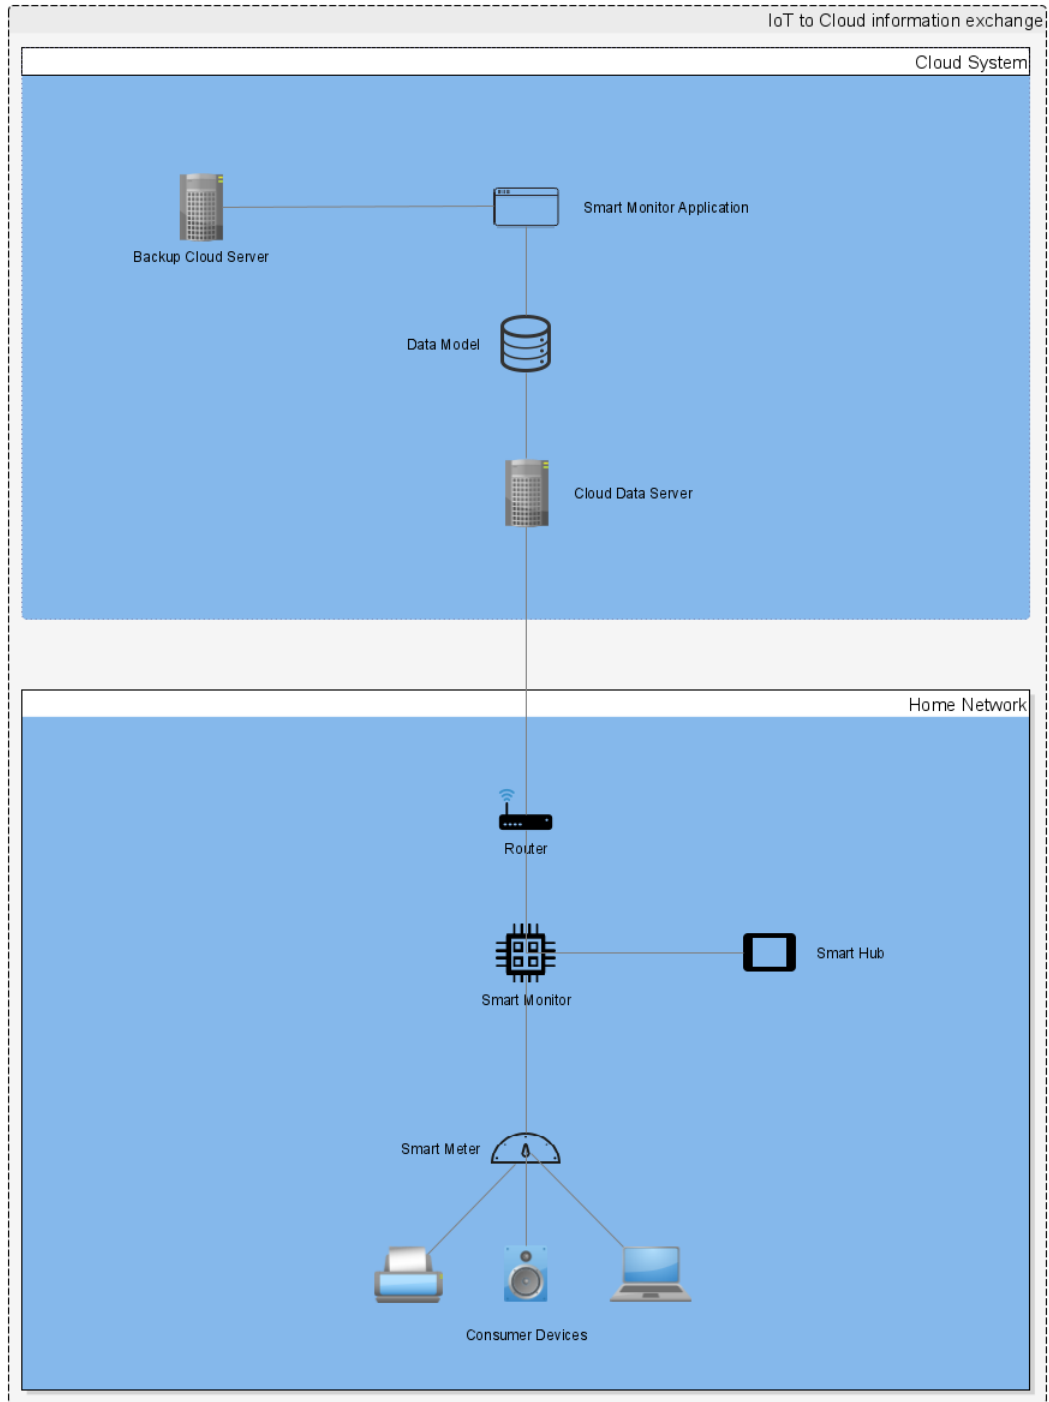 IoT to Cloud information exchange
Cloud System
Smart Monitor Application
Backup Cloud Server
Data Model
Cloud Data Server
Home Network
Router
Smart Hub
Smart Monitor
Smart Meter
Consumer Devices